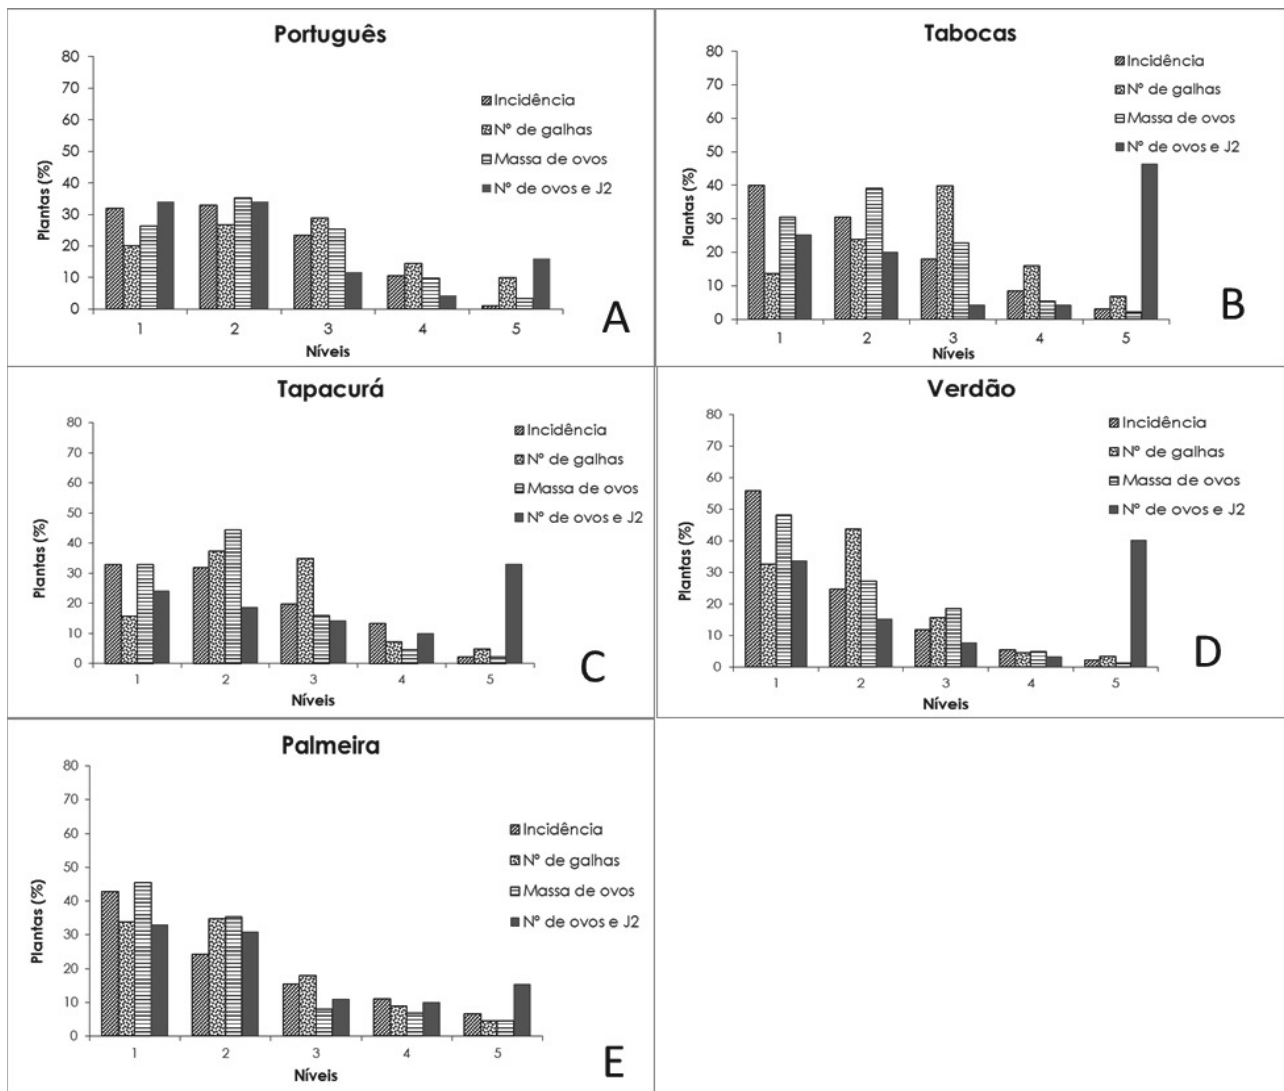 Português
80
70
60
50
40
30
20
10
0
Plantas (%)
1 2 3 4 5
Níveis
Incidência
Nº de galhas
Massa de ovos
Nº de ovos e J2
A
Tabocas
80
70
60
50
40
30
20
10
0
Plantas (%)
1 2 3 4 5
Níveis
Incidência
Nº de galhas
Massa de ovos
Nº de ovos e J2
B
Tapacurá
80
70
60
50
40
30
20
10
0
Plantas (%)
1 2 3 4 5
Níveis
Incidência
Nº de galhas
Massa de ovos
Nº de ovos e J2
C
Verdão
80
70
60
50
40
30
20
10
0
Plantas (%)
1 2 3 4 5
Níveis
Incidência
Nº de galhas
Massa de ovos
Nº de ovos e J2
D
Palmeira
80
70
60
50
40
30
20
10
0
Plantas (%)
1 2 3 4 5
Níveis
Incidência
Nº de galhas
Massa de ovos
Nº de ovos e J2
E